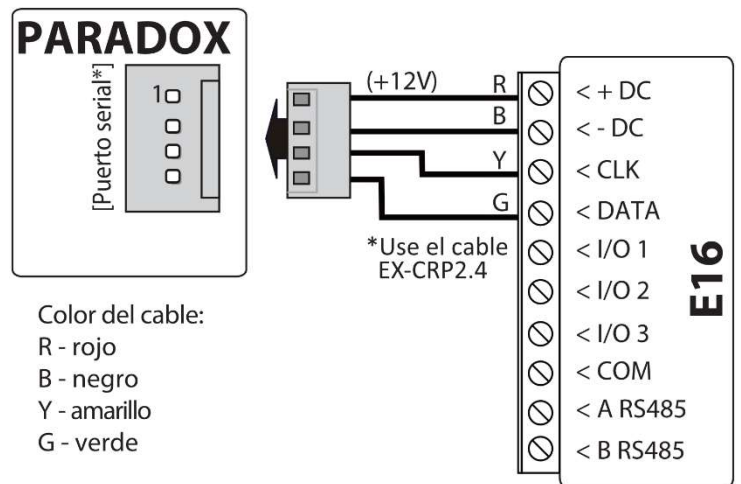 PARADOX
[Puerto serial*]
1
(+12V)
R
B
Y
G
*Use el cable
EX-CRP2.4
< + DC
< - DC
< CLK
< DATA
< I/O 1
< I/O 2
< I/O 3
< COM
< A RS485
< B RS485
E16
Color del cable:
R - rojo
B - negro
Y - amarillo
G - verde